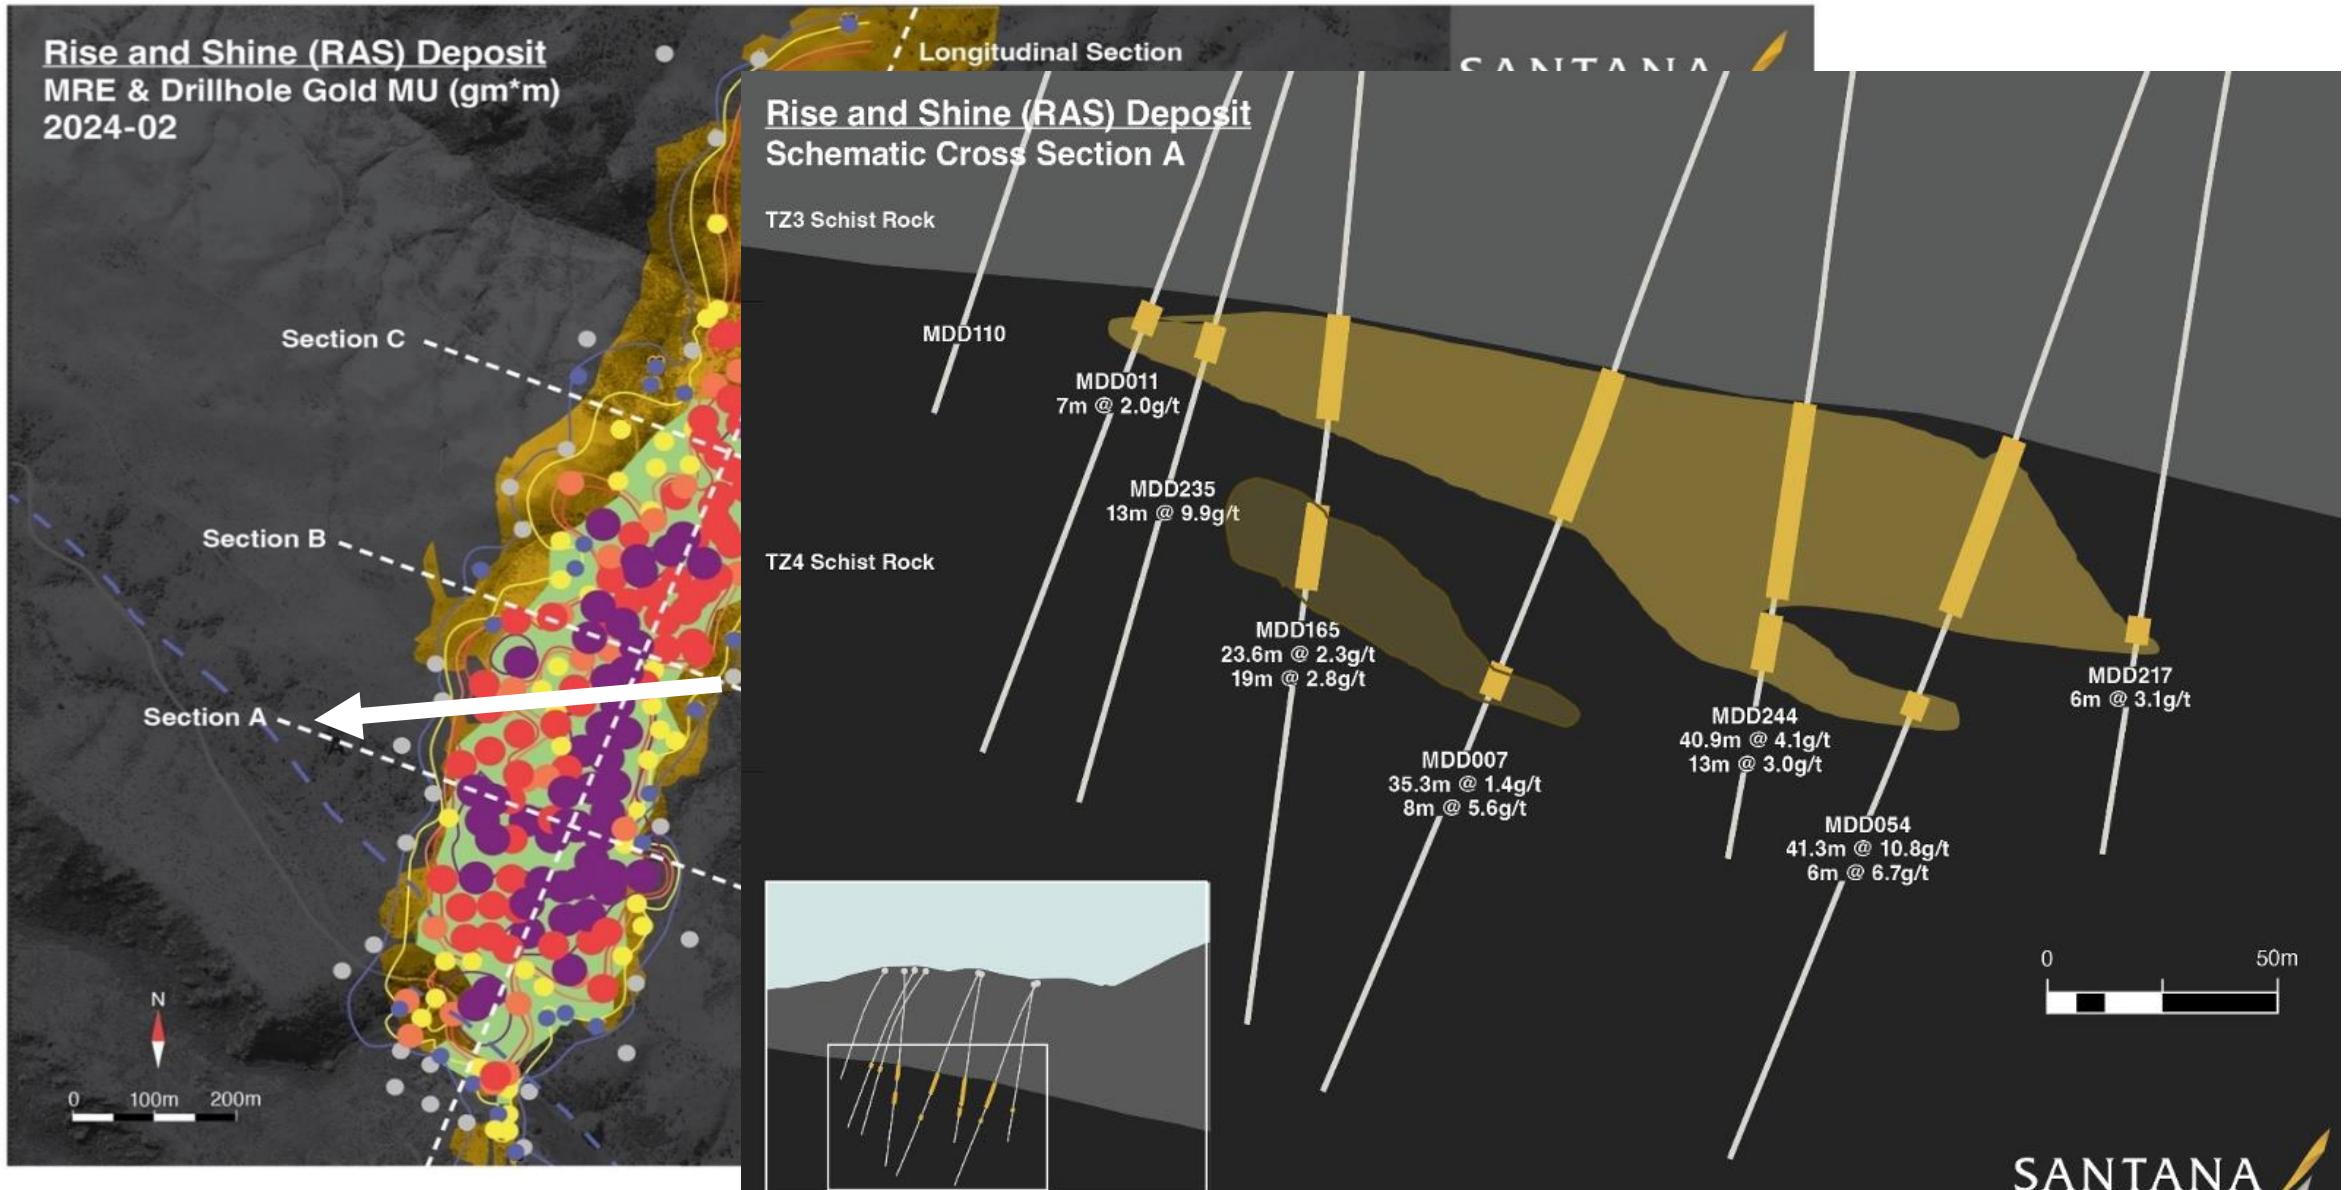 Rise and Shine (RAS) Deposit
MRE & Drillhole Gold MU (gm*m)
2024-02
Longitudinal Section
SANTANA
Section C
Section B
Section A
A
N
0 100m 200m
Rise and Shine (RAS) Deposit
Schematic Cross Section A
TZ3 Schist Rock
MDD110
MDD011
7m @ 2.0g/t
MDD235
13m @ 9.9g/t
TZ4 Schist Rock
MDD165
23.6m @ 2.3g/t
19m @ 2.8g/t
MDD007
35.3m @ 1.4g/t
8m @ 5.6g/t
MDD244
40.9m @ 4.1g/t
13m @ 3.0g/t
MDD054
41.3m @ 10.8g/t
6m @ 6.7g/t
MDD217
6m @ 3.1g/t
0 50m
SANTANA